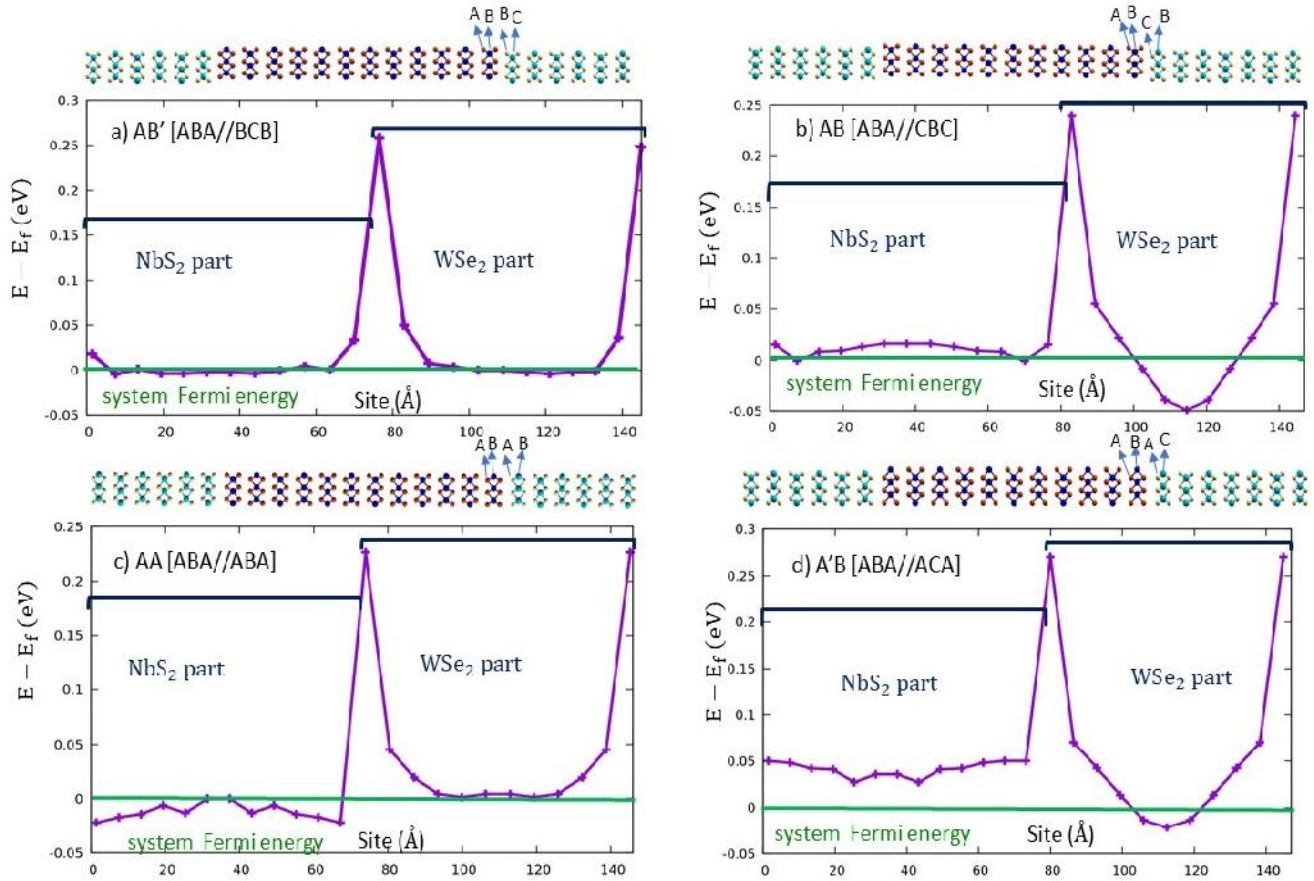 A B B C
0.3
0.25
0.2
0.15
0.1
0.05
0
-0.05
E − E_f (eV)
a) AB' [ABA//BCB]
NbS₂ part
WSe₂ part
system Fermi energy
Site (Å)
0 20 40 60 80 100 120 140
A B C B
0.25
0.2
0.15
0.1
0.05
0
-0.05
E − E_f (eV)
b) AB [ABA//CBC]
NbS₂ part
WSe₂ part
system Fermi energy
Site (Å)
0 20 40 60 80 100 120 140
A B A B
0.25
0.2
0.15
0.1
0.05
0
-0.05
E − E_f (eV)
c) AA [ABA//ABA]
NbS₂ part
WSe₂ part
system Fermi energy
Site (Å)
0 20 40 60 80 100 120 140
A B A C
0.3
0.25
0.2
0.15
0.1
0.05
0
-0.05
E − E_f (eV)
d) A'B [ABA//ACA]
NbS₂ part
WSe₂ part
system Fermi energy
Site (Å)
0 20 40 60 80 100 120 140